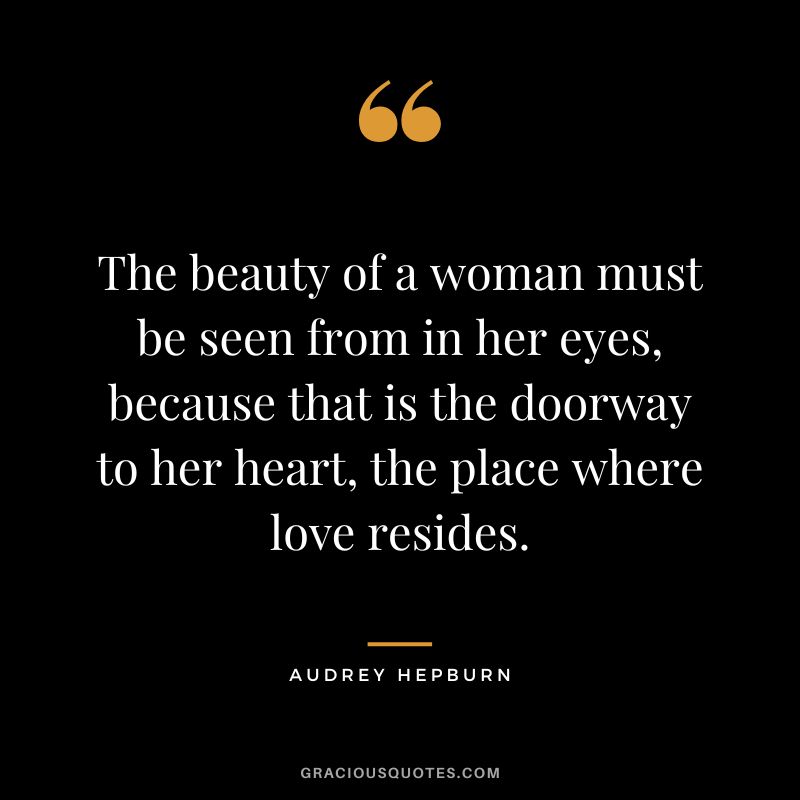 “
The beauty of a woman must
be seen from in her eyes,
because that is the doorway
to her heart, the place where
love resides.
AUDREY HEPBURN
GRACIOUSQUOTES.COM